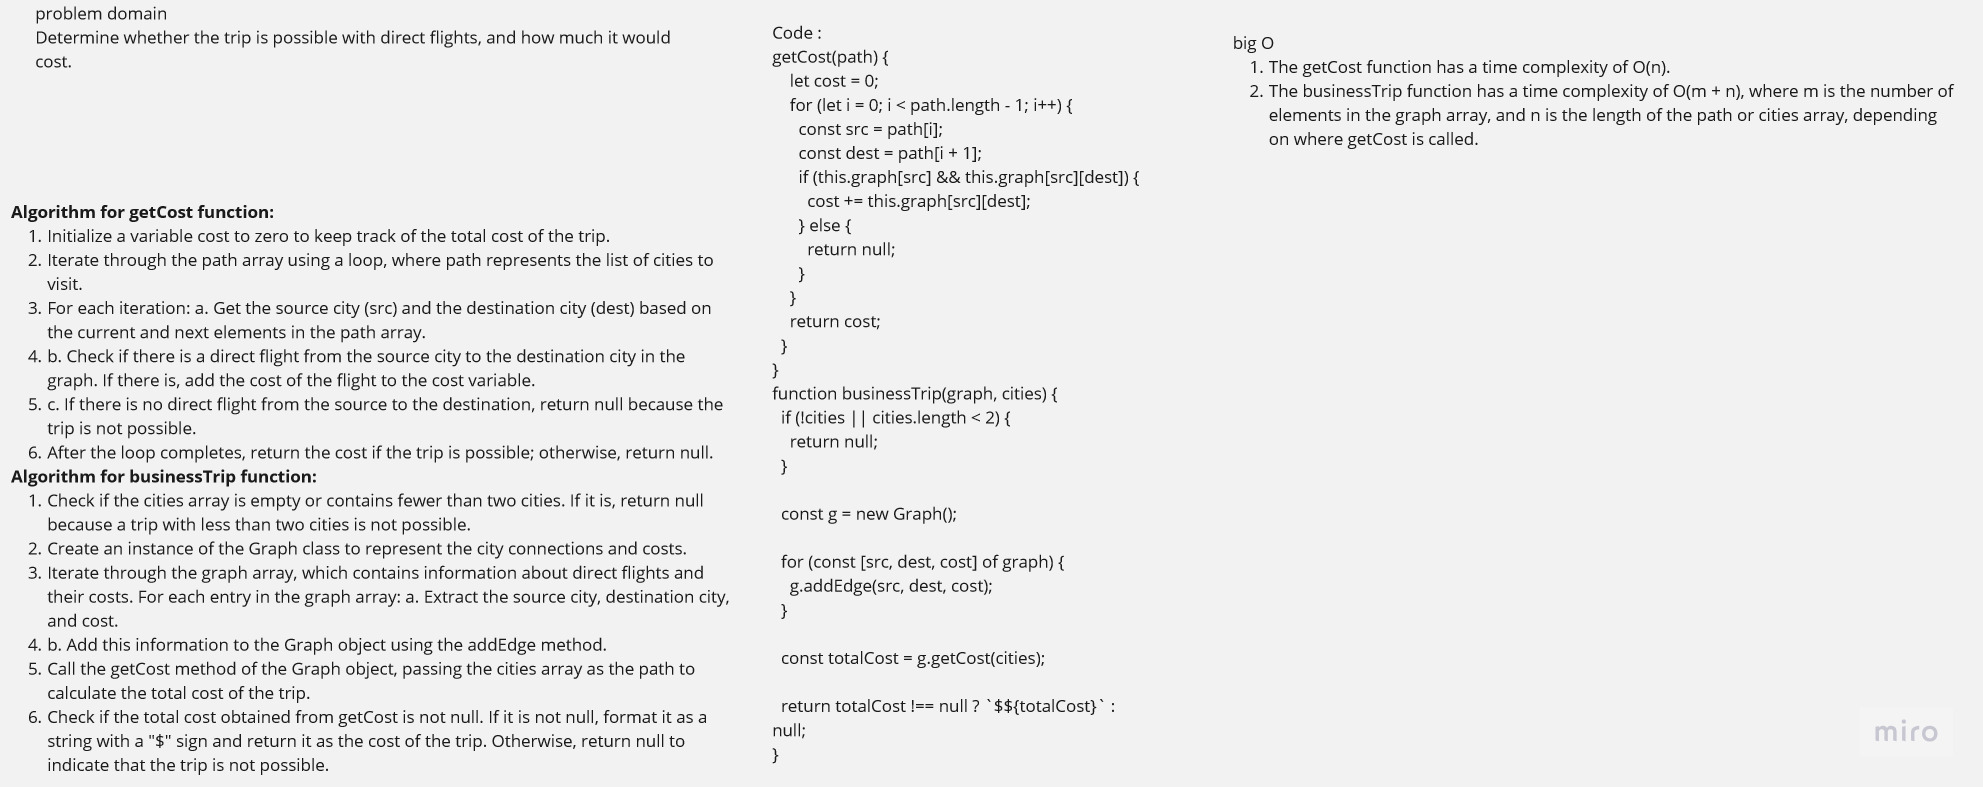 problem domain
Determine whether the trip is possible with direct flights, and how much it would
cost.
Algorithm for getCost function:
1. Initialize a variable cost to zero to keep track of the total cost of the trip.
2. Iterate through the path array using a loop, where path represents the list of cities to
visit.
3. For each iteration: a. Get the source city (src) and the destination city (dest) based on
the current and next elements in the path array.
4. b. Check if there is a direct flight from the source city to the destination city in the
graph. If there is, add the cost of the flight to the cost variable.
5. c. If there is no direct flight from the source to the destination, return null because the
trip is not possible.
6. After the loop completes, return the cost if the trip is possible; otherwise, return null.
Algorithm for businessTrip function:
1. Check if the cities array is empty or contains fewer than two cities. If it is, return null
because a trip with less than two cities is not possible.
2. Create an instance of the Graph class to represent the city connections and costs.
3. Iterate through the graph array, which contains information about direct flights and
their costs. For each entry in the graph array: a. Extract the source city, destination city,
and cost.
4. b. Add this information to the Graph object using the addEdge method.
5. Call the getCost method of the Graph object, passing the cities array as the path to
calculate the total cost of the trip.
6. Check if the total cost obtained from getCost is not null. If it is not null, format it as a
string with a "$" sign and return it as the cost of the trip. Otherwise, return null to
indicate that the trip is not possible.
Code :
getCost(path) {
let cost = 0;
for (let i = 0; i < path.length - 1; i++) {
const src = path[i];
const dest = path[i + 1];
if (this.graph[src] && this.graph[src][dest]) {
cost += this.graph[src][dest];
} else {
return null;
}
}
return cost;
}
}
function businessTrip(graph, cities) {
if (!cities || cities.length < 2) {
return null;
}
const g = new Graph();
for (const [src, dest, cost] of graph) {
g.addEdge(src, dest, cost);
}
const totalCost = g.getCost(cities);
return totalCost !== null ? `$${totalCost}` :
null;
}
big O
1. The getCost function has a time complexity of O(n).
2. The businessTrip function has a time complexity of O(m + n), where m is the number of
elements in the graph array, and n is the length of the path or cities array, depending
on where getCost is called.
miro